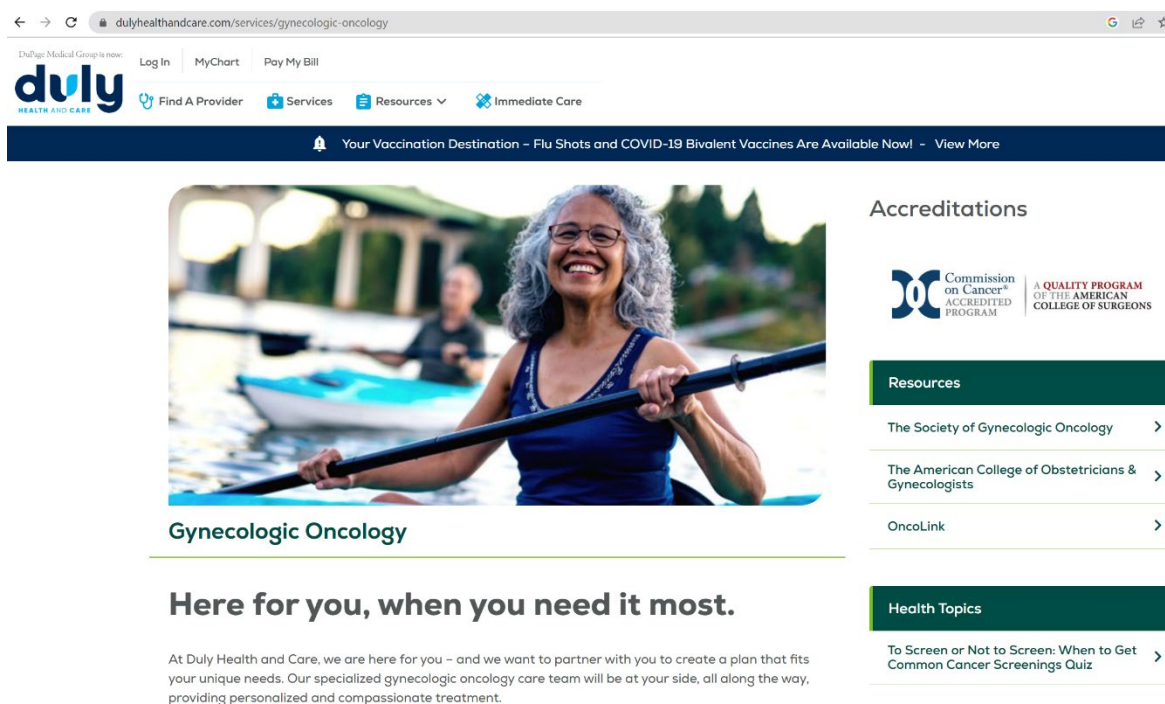 dulyhealthandcare.com/services/gynecologic-oncology
DuPage Medical Group is now:
duly
HEALTH AND CARE
Log In
MyChart
Pay My Bill
Find A Provider
Services
Resources
Immediate Care
Your Vaccination Destination – Flu Shots and COVID-19 Bivalent Vaccines Are Available Now! - View More
Gynecologic Oncology
Here for you, when you need it most.
At Duly Health and Care, we are here for you – and we want to partner with you to create a plan that fits
your unique needs. Our specialized gynecologic oncology care team will be at your side, all along the way,
providing personalized and compassionate treatment.
Accreditations
Commission
on Cancer®
ACCREDITED
PROGRAM
A QUALITY PROGRAM
OF THE AMERICAN
COLLEGE OF SURGEONS
Resources
The Society of Gynecologic Oncology
The American College of Obstetricians &
Gynecologists
OncoLink
Health Topics
To Screen or Not to Screen: When to Get
Common Cancer Screenings Quiz